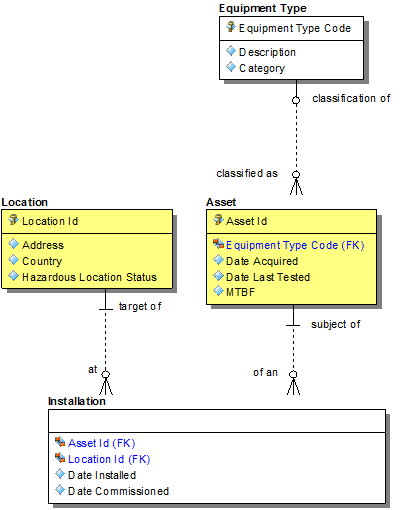 Equipment Type
Equipment Type Code
Description
Category
classification of
classified as
Location
Location Id
Address
Country
Hazardous Location Status
Asset
Asset Id
Equipment Type Code (FK)
Date Acquired
Date Last Tested
MTBF
target of
subject of
at
of an
Installation
Asset Id (FK)
Location Id (FK)
Date Installed
Date Commissioned